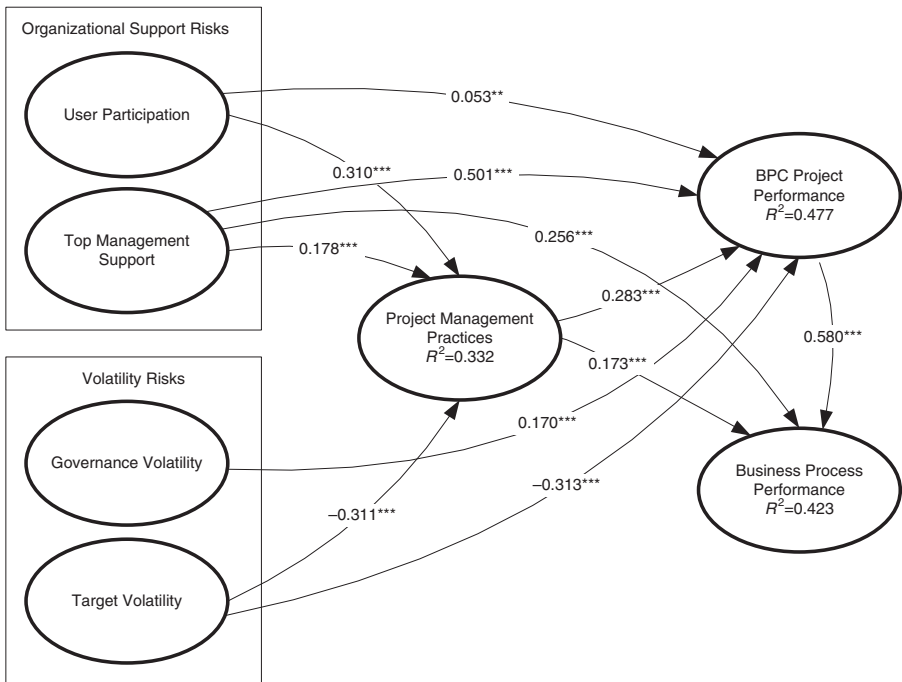 Organizational Support Risks
User Participation
0.053**
0.310***
0.501***
BPC Project
Performance
R²=0.477
Top Management
Support
0.178***
0.256***
0.283***
Project Management
Practices
R²=0.332
0.580***
0.173***
Volatility Risks
0.170***
Governance Volatility
Business Process
Performance
R²=0.423
–0.313***
–0.311***
Target Volatility